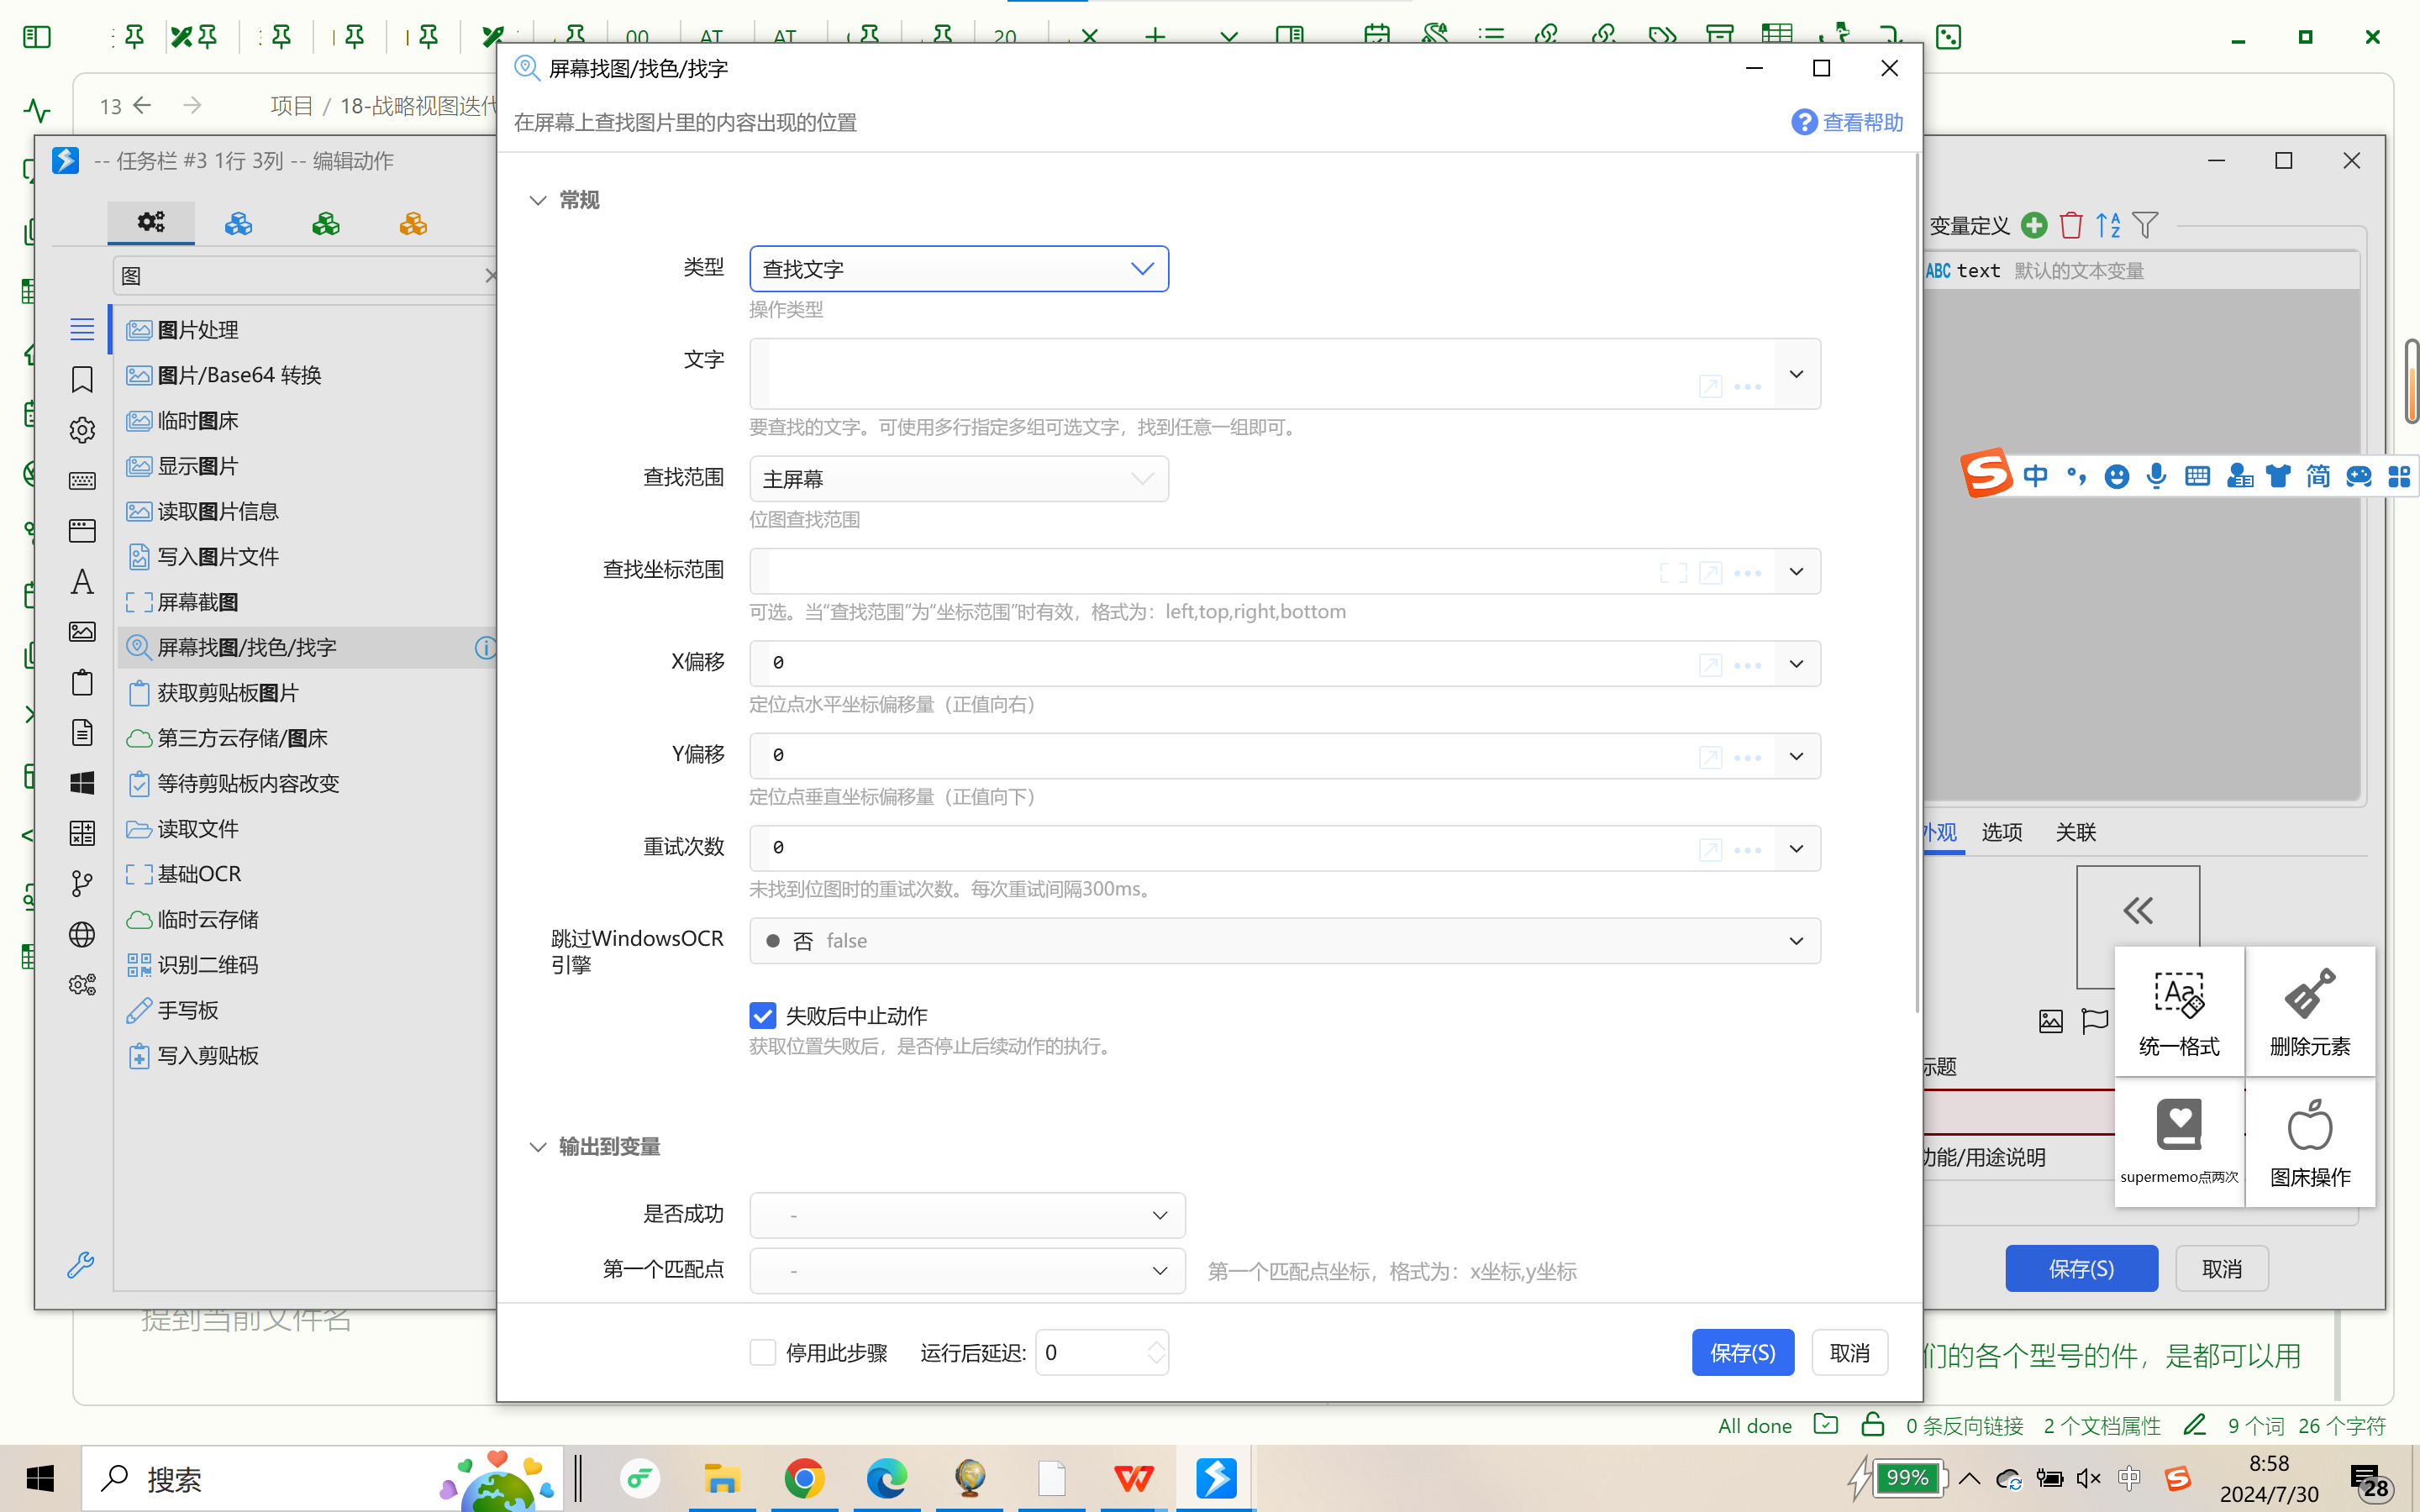 00
AT
AT
20
13
项目 / 18-战略视图迭代
-- 任务栏 #3 1行 3列 -- 编辑动作
图
图片处理
图片/Base64 转换
临时图床
显示图片
读取图片信息
写入图片文件
屏幕截图
屏幕找图/找色/找字
获取剪贴板图片
第三方云存储/图床
等待剪贴板内容改变
读取文件
基础OCR
临时云存储
识别二维码
手写板
写入剪贴板
屏幕找图/找色/找字
在屏幕上查找图片里的内容出现的位置
查看帮助
常规
类型
查找文字
操作类型
文字
要查找的文字。可使用多行指定多组可选文字，找到任意一组即可。
查找范围
主屏幕
位图查找范围
查找坐标范围
可选。当“查找范围”为“坐标范围”时有效，格式为：left,top,right,bottom
X偏移
0
定位点水平坐标偏移量（正值向右）
Y偏移
0
定位点垂直坐标偏移量（正值向下）
重试次数
0
未找到位图时的重试次数。每次重试间隔300ms。
跳过WindowsOCR
引擎
否 false
失败后中止动作
获取位置失败后，是否停止后续动作的执行。
输出到变量
是否成功
-
第一个匹配点
-
第一个匹配点坐标，格式为：x坐标,y坐标
停用此步骤
运行后延迟:
0
保存(S)
取消
变量定义
ABC text 默认的文本变量
中
简
外观
选项
关联
标题
功能/用途说明
统一格式
删除元素
supermemo点两次
图床操作
保存(S)
取消
提到当前文件名
们的各个型号的件，是都可以用
All done
0 条反向链接
2 个文档属性
9 个词
26 个字符
搜索
99%
中
8:58
2024/7/30
28